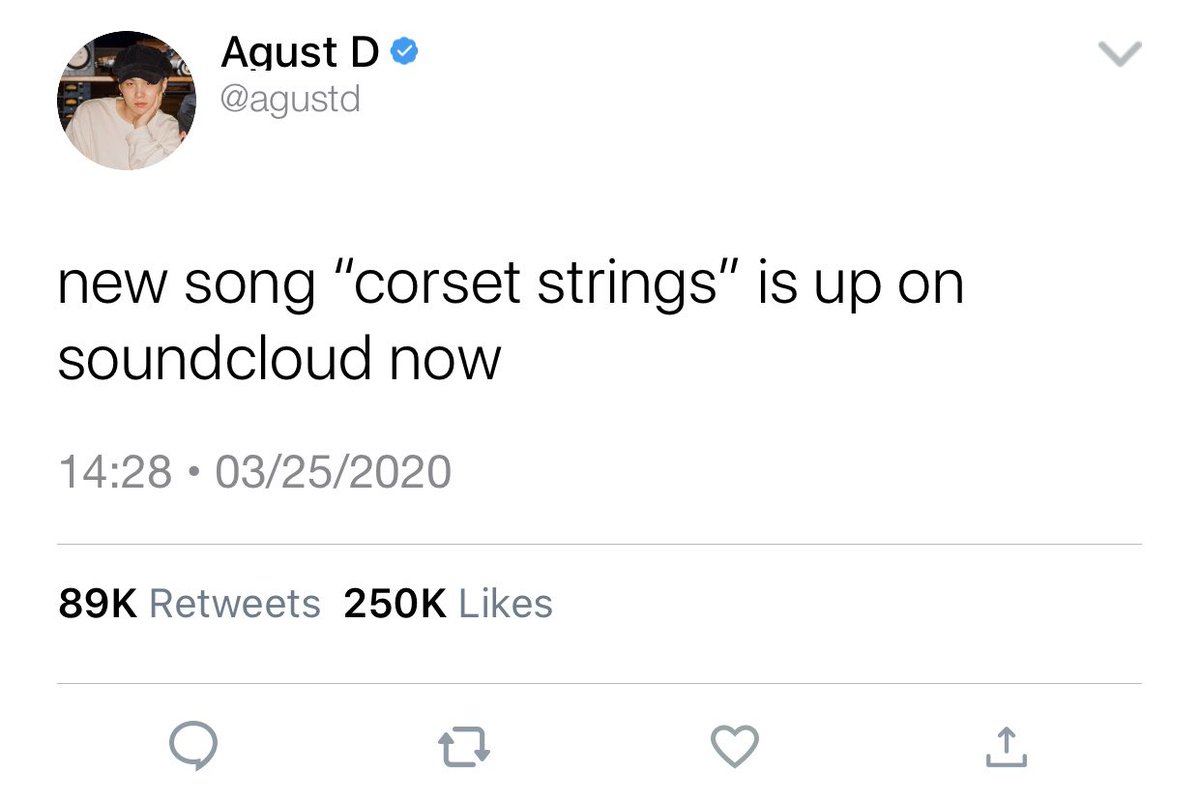 Agust D
@agustd
new song “corset strings” is up on
soundcloud now
14:28 • 03/25/2020
89K Retweets 250K Likes